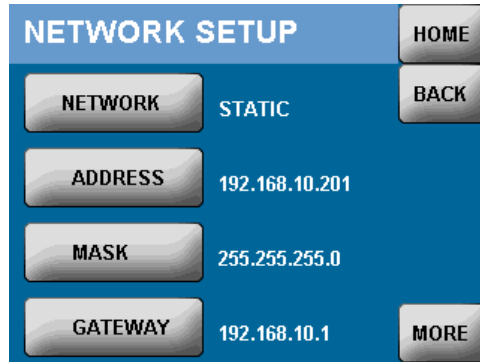 NETWORK SETUP HOME
BACK
NETWORK STATIC
ADDRESS 192.168.10.201
MASK 255.255.255.0
GATEWAY 192.168.10.1 MORE